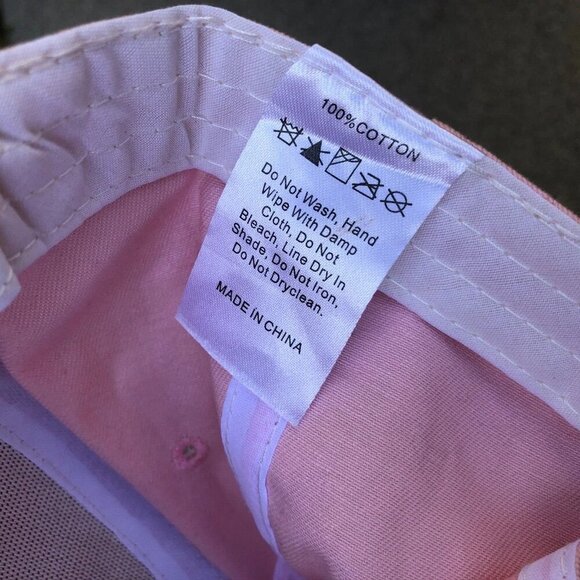 100%COTTON
Do Not Wash, Hand
Wipe With Damp
Cloth, Do Not
Bleach, Line Dry In
Shade, Do Not Iron,
Do Not Dryclean.
MADE IN CHINA